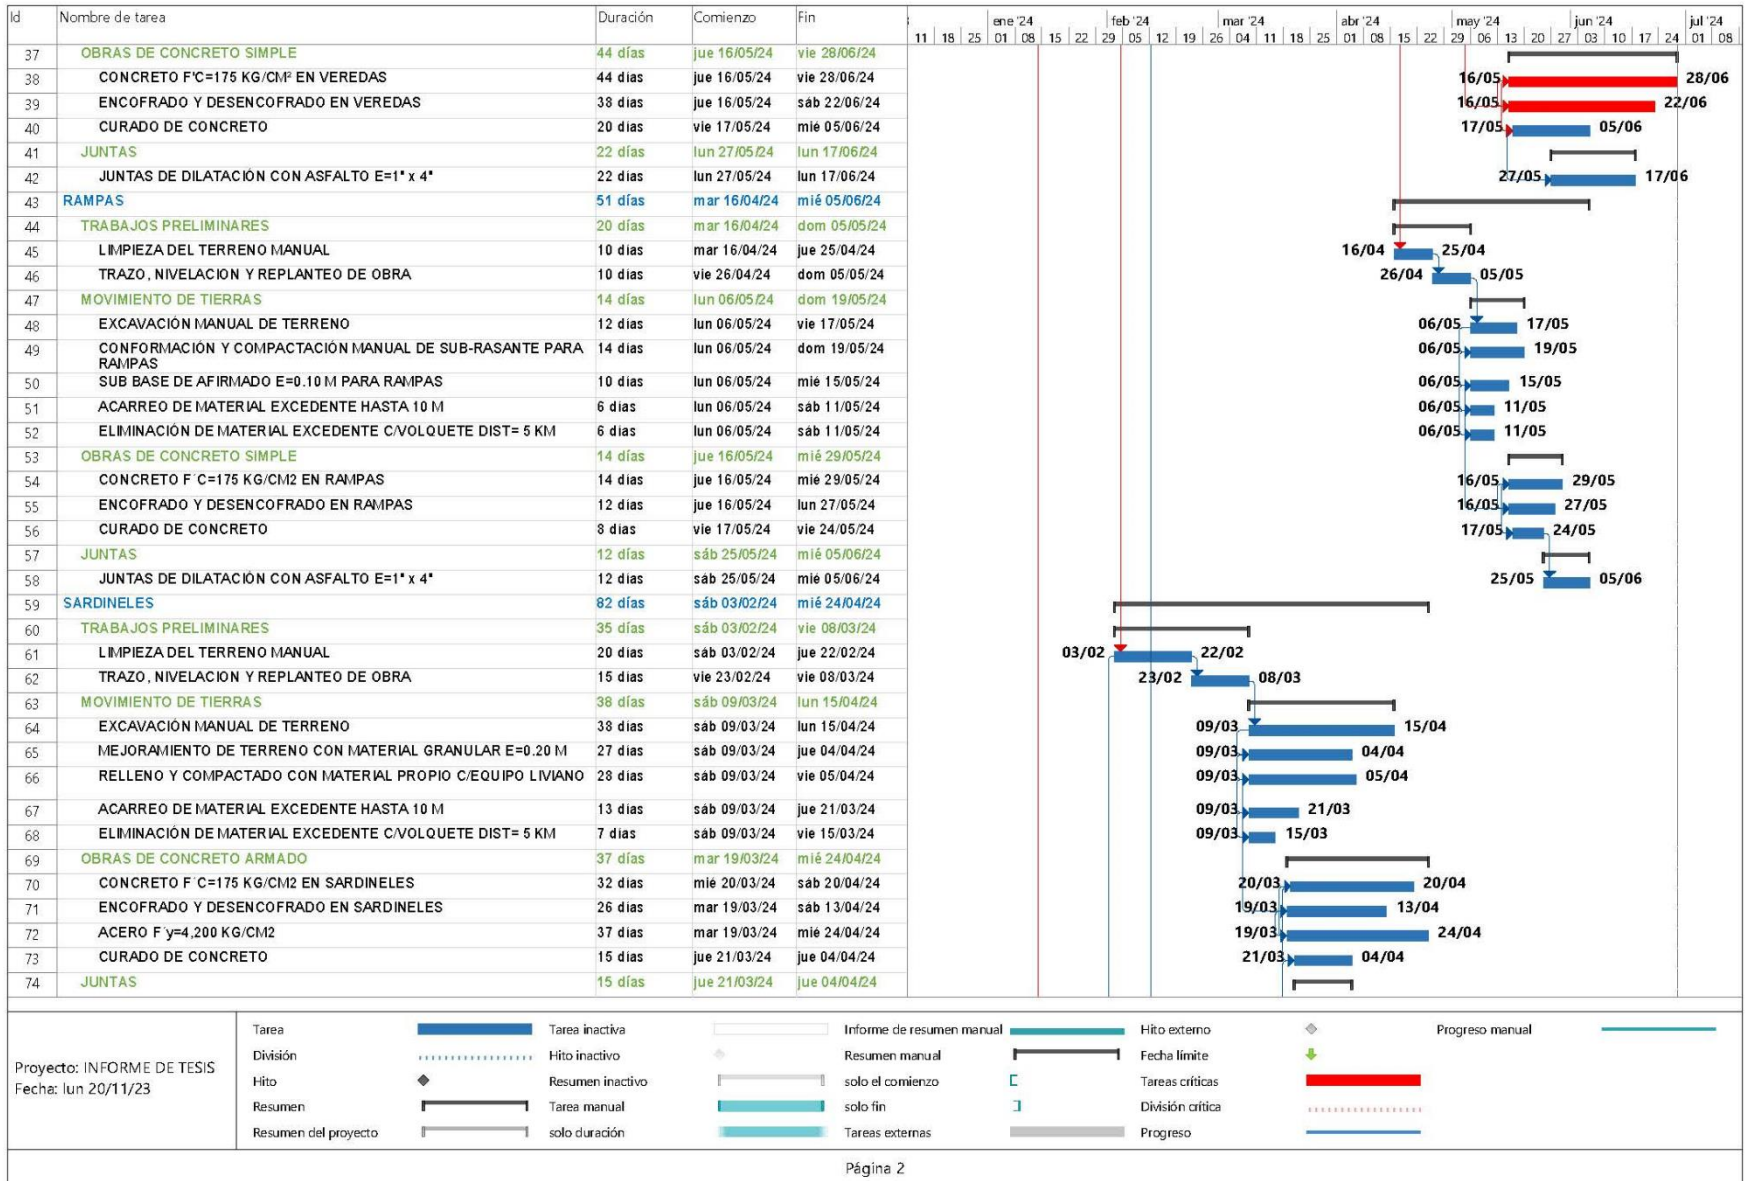 Id Nombre de tarea Duración Comienzo Fin
ene '24 feb '24 mar '24 abr '24 may '24 jun '24 jul '24
11 18 25 01 08 15 22 29 05 12 19 26 04 11 18 25 01 08 15 22 29 06 13 20 27 03 10 17 24 01 08
37 OBRAS DE CONCRETO SIMPLE 44 días jue 16/05/24 vie 28/06/24
38 CONCRETO F'C=175 KG/CM² EN VEREDAS 44 días jue 16/05/24 vie 28/06/24 16/05 28/06
39 ENCOFRADO Y DESENCOFRADO EN VEREDAS 38 días jue 16/05/24 sáb 22/06/24 16/05 22/06
40 CURADO DE CONCRETO 20 días vie 17/05/24 mié 05/06/24 17/05 05/06
41 JUNTAS 22 días lun 27/05/24 lun 17/06/24
42 JUNTAS DE DILATACIÓN CON ASFALTO E=1" x 4" 22 días lun 27/05/24 lun 17/06/24 27/05 17/06
43 RAMPAS 51 días mar 16/04/24 mié 05/06/24
44 TRABAJOS PRELIMINARES 20 días mar 16/04/24 dom 05/05/24
45 LIMPIEZA DEL TERRENO MANUAL 10 días mar 16/04/24 jue 25/04/24 16/04 25/04
46 TRAZO, NIVELACION Y REPLANTEO DE OBRA 10 días vie 26/04/24 dom 05/05/24 26/04 05/05
47 MOVIMIENTO DE TIERRAS 14 días lun 06/05/24 dom 19/05/24
48 EXCAVACIÓN MANUAL DE TERRENO 12 días lun 06/05/24 vie 17/05/24 06/05 17/05
49 CONFORMACIÓN Y COMPACTACIÓN MANUAL DE SUB-RASANTE PARA 14 días lun 06/05/24 dom 19/05/24 06/05 19/05
RAMPAS
50 SUB BASE DE AFIRMADO E=0.10 M PARA RAMPAS 10 días lun 06/05/24 mié 15/05/24 06/05 15/05
51 ACARREO DE MATERIAL EXCEDENTE HASTA 10 M 6 días lun 06/05/24 sáb 11/05/24 06/05 11/05
52 ELIMINACIÓN DE MATERIAL EXCEDENTE C/VOLQUETE DIST= 5 KM 6 días lun 06/05/24 sáb 11/05/24 06/05 11/05
53 OBRAS DE CONCRETO SIMPLE 14 días jue 16/05/24 mié 29/05/24
54 CONCRETO F´C=175 KG/CM2 EN RAMPAS 14 días jue 16/05/24 mié 29/05/24 16/05 29/05
55 ENCOFRADO Y DESENCOFRADO EN RAMPAS 12 días jue 16/05/24 lun 27/05/24 16/05 27/05
56 CURADO DE CONCRETO 8 días vie 17/05/24 vie 24/05/24 17/05 24/05
57 JUNTAS 12 días sáb 25/05/24 mié 05/06/24
58 JUNTAS DE DILATACIÓN CON ASFALTO E=1" x 4" 12 días sáb 25/05/24 mié 05/06/24 25/05 05/06
59 SARDINELES 82 días sáb 03/02/24 mié 24/04/24
60 TRABAJOS PRELIMINARES 35 días sáb 03/02/24 vie 08/03/24
61 LIMPIEZA DEL TERRENO MANUAL 20 días sáb 03/02/24 jue 22/02/24 03/02 22/02
62 TRAZO, NIVELACION Y REPLANTEO DE OBRA 15 días vie 23/02/24 vie 08/03/24 23/02 08/03
63 MOVIMIENTO DE TIERRAS 38 días sáb 09/03/24 lun 15/04/24
64 EXCAVACIÓN MANUAL DE TERRENO 38 días sáb 09/03/24 lun 15/04/24 09/03 15/04
65 MEJORAMIENTO DE TERRENO CON MATERIAL GRANULAR E=0.20 M 27 días sáb 09/03/24 jue 04/04/24 09/03 04/04
66 RELLENO Y COMPACTADO CON MATERIAL PROPIO C/EQUIPO LIVIANO 28 días sáb 09/03/24 vie 05/04/24 09/03 05/04
67 ACARREO DE MATERIAL EXCEDENTE HASTA 10 M 13 días sáb 09/03/24 jue 21/03/24 09/03 21/03
68 ELIMINACIÓN DE MATERIAL EXCEDENTE C/VOLQUETE DIST= 5 KM 7 días sáb 09/03/24 vie 15/03/24 09/03 15/03
69 OBRAS DE CONCRETO ARMADO 37 días mar 19/03/24 mié 24/04/24
70 CONCRETO F´C=175 KG/CM2 EN SARDINELES 32 días mié 20/03/24 sáb 20/04/24 20/03 20/04
71 ENCOFRADO Y DESENCOFRADO EN SARDINELES 26 días mar 19/03/24 sáb 13/04/24 19/03 13/04
72 ACERO F´y=4,200 KG/CM2 37 días mar 19/03/24 mié 24/04/24 19/03 24/04
73 CURADO DE CONCRETO 15 días jue 21/03/24 jue 04/04/24 21/03 04/04
74 JUNTAS 15 días jue 21/03/24 jue 04/04/24
Proyecto: INFORME DE TESIS
Fecha: lun 20/11/23
Tarea Tarea inactiva Informe de resumen manual Hito externo Progreso manual
División Hito inactivo Resumen manual Fecha límite
Hito Resumen inactivo solo el comienzo Tareas críticas
Resumen Tarea manual solo fin División crítica
Resumen del proyecto solo duración Tareas externas Progreso
Página 2